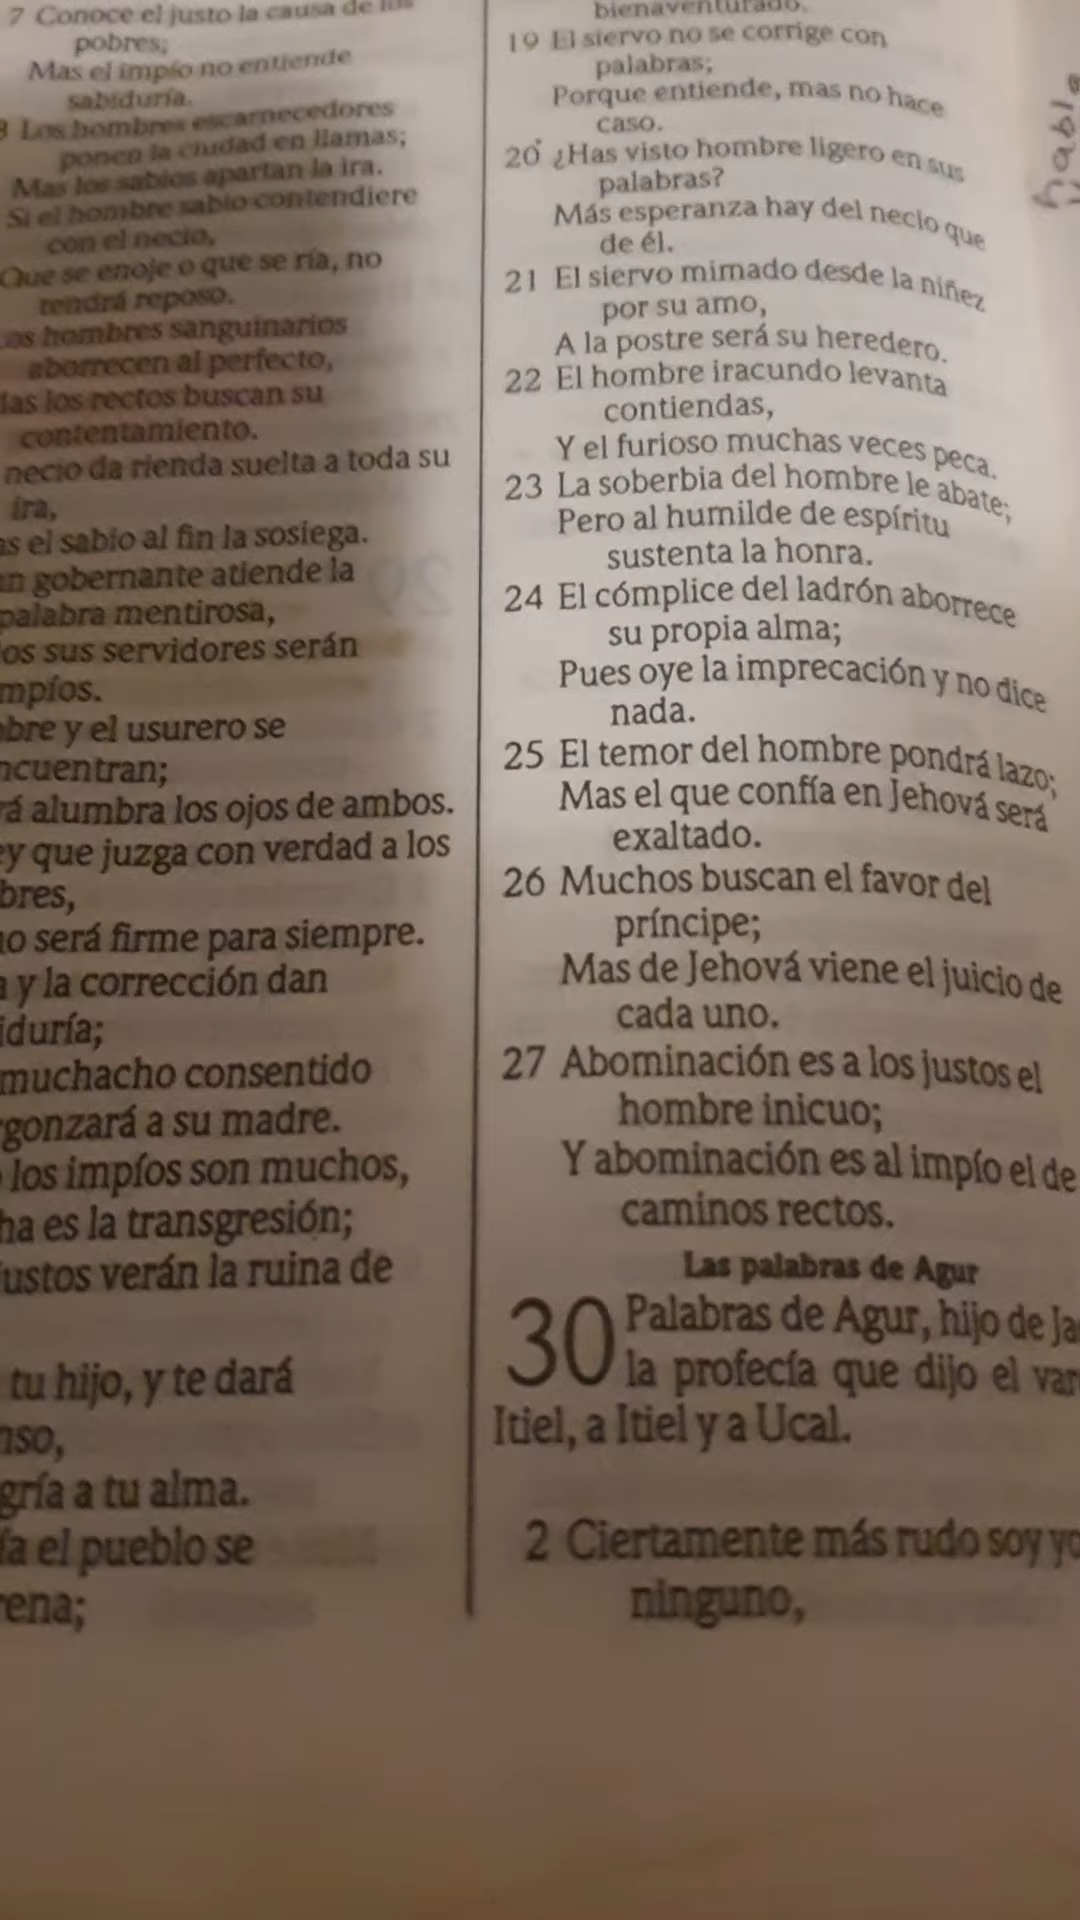 7 Conoce el justo la causa de los
pobres;
Mas el impío no entiende
sabiduría.
8 Los hombres escarnecedores
ponen la ciudad en llamas;
Mas los sabios apartan la ira.
Si el hombre sabio contendiere
con el necio,
Que se enoje o que se ría, no
tendrá reposo.
Los hombres sanguinarios
aborrecen al perfecto,
Mas los rectos buscan su
contentamiento.
necio da rienda suelta a toda su
ira,
as el sabio al fin la sosiega.
un gobernante atiende la
palabra mentirosa,
os sus servidores serán
mpíos.
obre y el usurero se
ncuentran;
vá alumbra los ojos de ambos.
ey que juzga con verdad a los
bres,
no será firme para siempre.
a y la corrección dan
iduría;
muchacho consentido
rgonzará a su madre.
los impíos son muchos,
ha es la transgresión;
justos verán la ruina de
tu hijo, y te dará
nso,
gría a tu alma.
ía el pueblo se
rena;
bienaventurado.
19 El siervo no se corrige con
palabras;
Porque entiende, mas no hace
caso.
20 ¿Has visto hombre ligero en sus
palabras?
Más esperanza hay del necio que
de él.
21 El siervo mimado desde la niñez
por su amo,
A la postre será su heredero.
22 El hombre iracundo levanta
contiendas,
Y el furioso muchas veces peca.
23 La soberbia del hombre le abate;
Pero al humilde de espíritu
sustenta la honra.
24 El cómplice del ladrón aborrece
su propia alma;
Pues oye la imprecación y no dice
nada.
25 El temor del hombre pondrá lazo;
Mas el que confía en Jehová será
exaltado.
26 Muchos buscan el favor del
príncipe;
Mas de Jehová viene el juicio de
cada uno.
27 Abominación es a los justos el
hombre inicuo;
Y abominación es al impío el de
caminos rectos.
Las palabras de Agur
30 Palabras de Agur, hijo de Ja
la profecía que dijo el var
Itiel, a Itiel y a Ucal.
2 Ciertamente más rudo soy yo
ninguno,